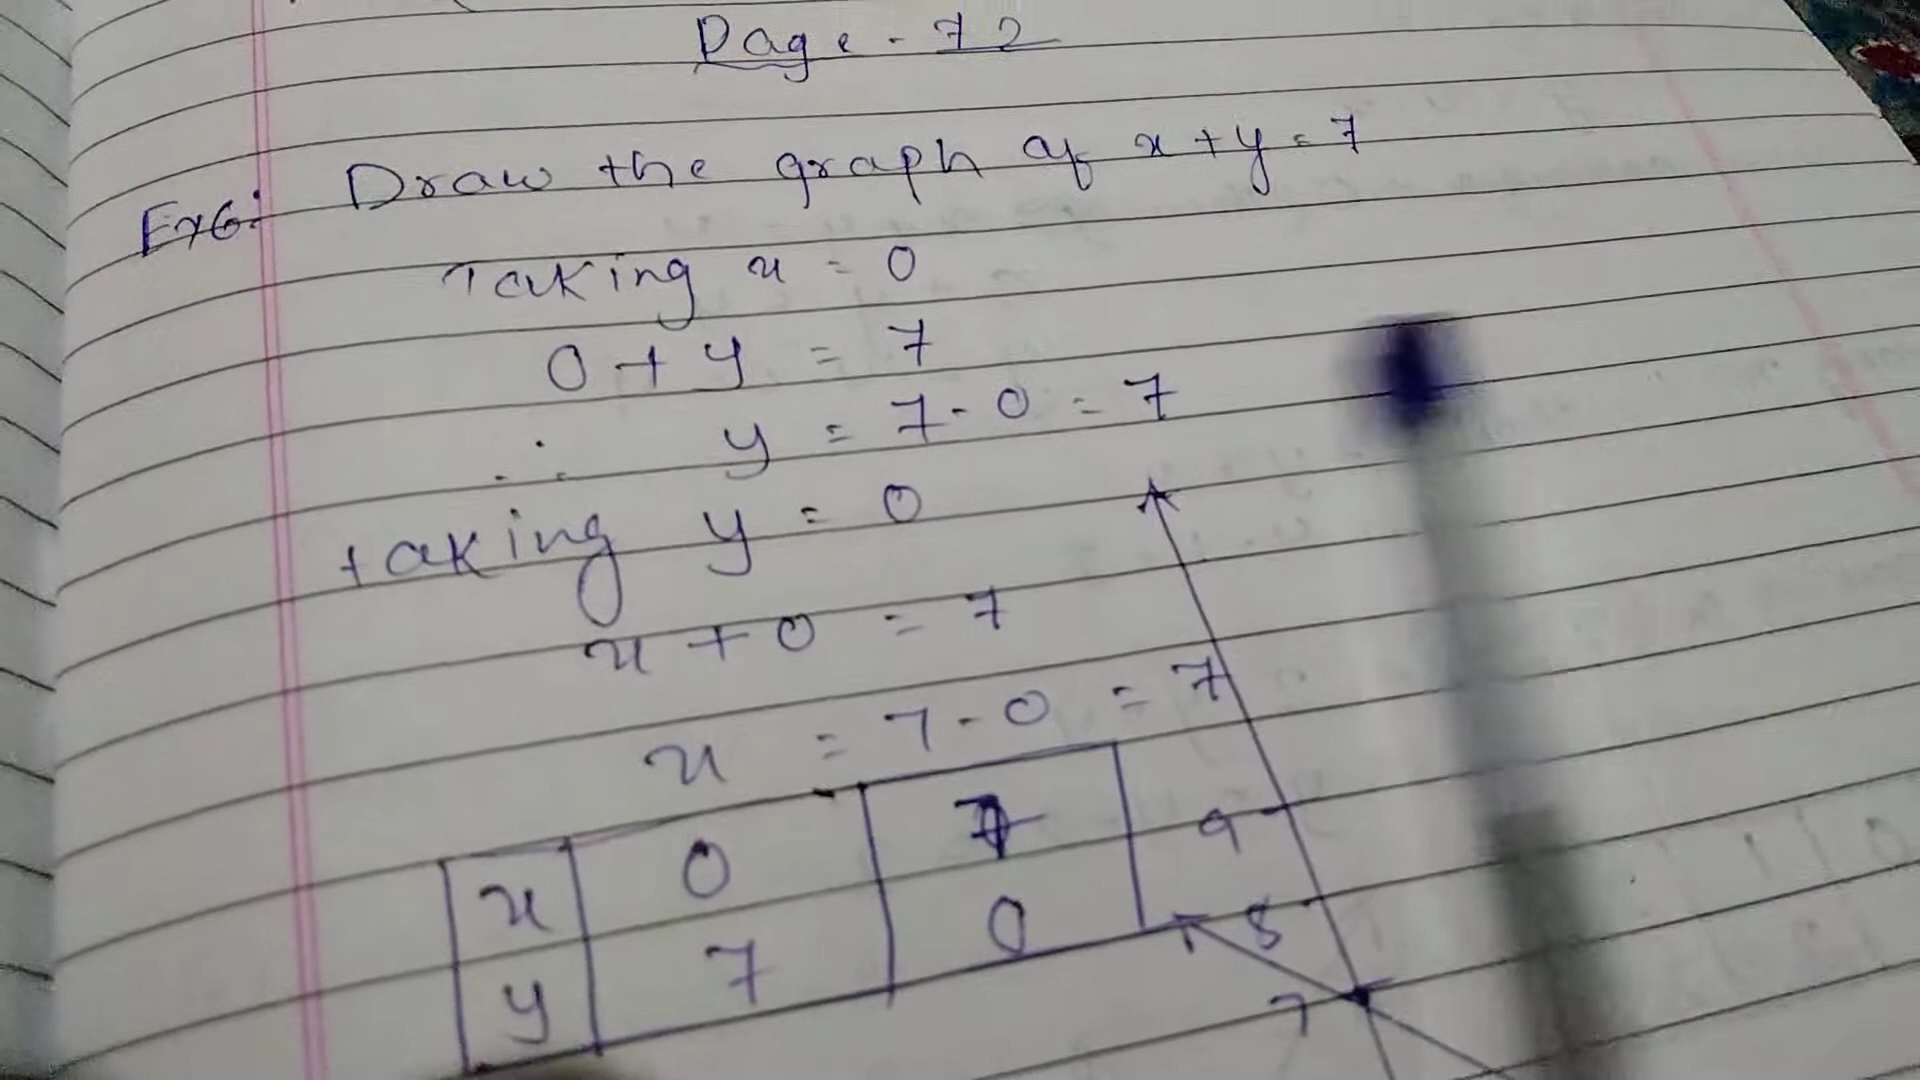 Page - 72
Ex6: Draw the graph of x + y = 7
Taking x = 0
0 + y = 7
∴ y = 7 - 0 = 7
taking y = 0
x + 0 = 7
x = 7 - 0 = 7
x 0 7
y 7 0
9
8
7